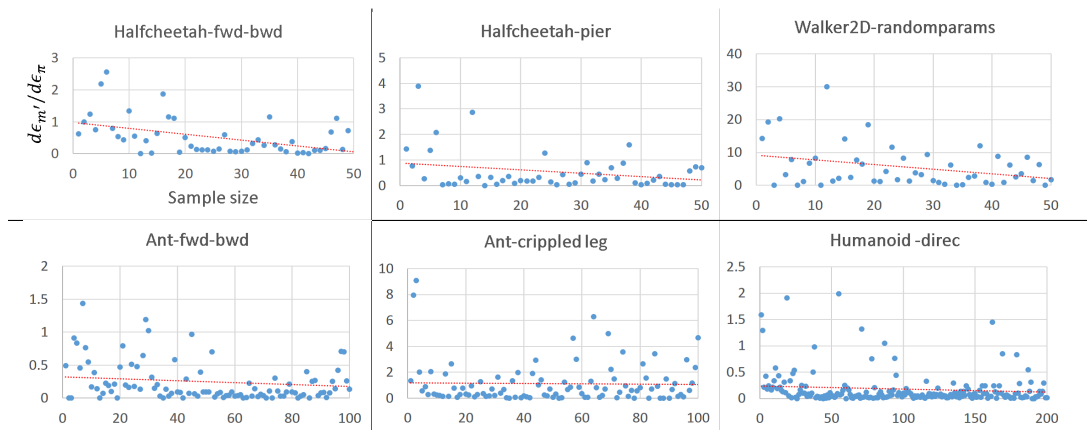 Halfcheetah-fwd-bwd
dϵ_m′/dϵ_π
3
2
1
0
0 10 20 30 40 50
Sample size
Halfcheetah-pier
5
4
3
2
1
0
0 10 20 30 40 50
Walker2D-randomparams
40
30
20
10
0
0 10 20 30 40 50
Ant-fwd-bwd
2
1.5
1
0.5
0
0 20 40 60 80 100
Ant-crippled leg
10
8
6
4
2
0
0 20 40 60 80 100
Humanoid -direc
2.5
2
1.5
1
0.5
0
0 50 100 150 200